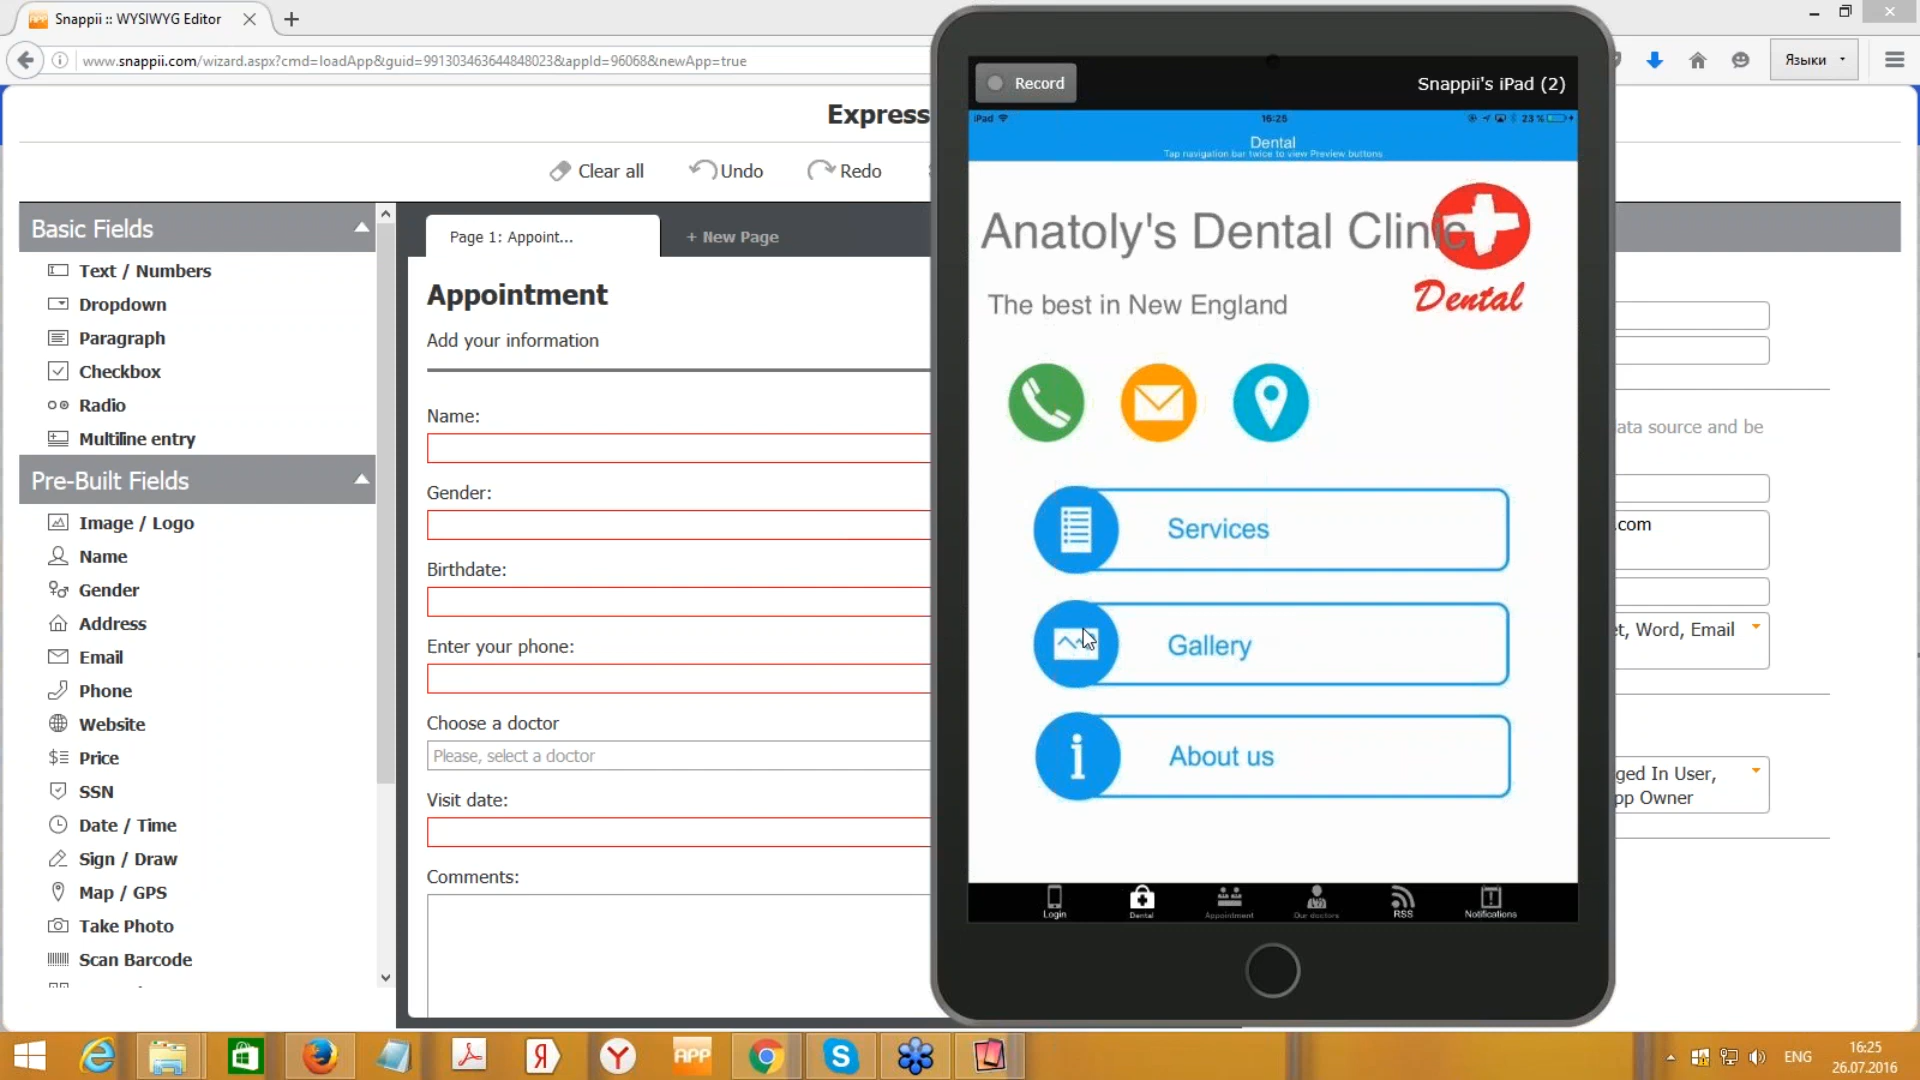 Snappii :: WYSIWYG Editor
www.snappii.com/wizard.aspx?cmd=loadApp&guid=991303463644848023&appId=96068&newApp=true
Языки
Express
Clear all
Undo
Redo
Basic Fields
Text / Numbers
Dropdown
Paragraph
Checkbox
Radio
Multiline entry
Pre-Built Fields
Image / Logo
Name
Gender
Address
Email
Phone
Website
Price
SSN
Date / Time
Sign / Draw
Map / GPS
Take Photo
Scan Barcode
Page 1: Appoint...
+ New Page
Appointment
Add your information
Name:
Gender:
Birthdate:
Enter your phone:
Choose a doctor
Please, select a doctor
Visit date:
Comments:
Record
Snappii's iPad (2)
iPad
16:25
23 %
Dental
Tap navigation bar twice to view Preview buttons
Anatoly's Dental Clinic
Dental
The best in New England
Services
Gallery
About us
Login
Dental
Appointment
Our doctors
RSS
Notifications
ata source and be
.com
et, Word, Email
ged In User,
pp Owner
APP
ENG
16:25
26.07.2016